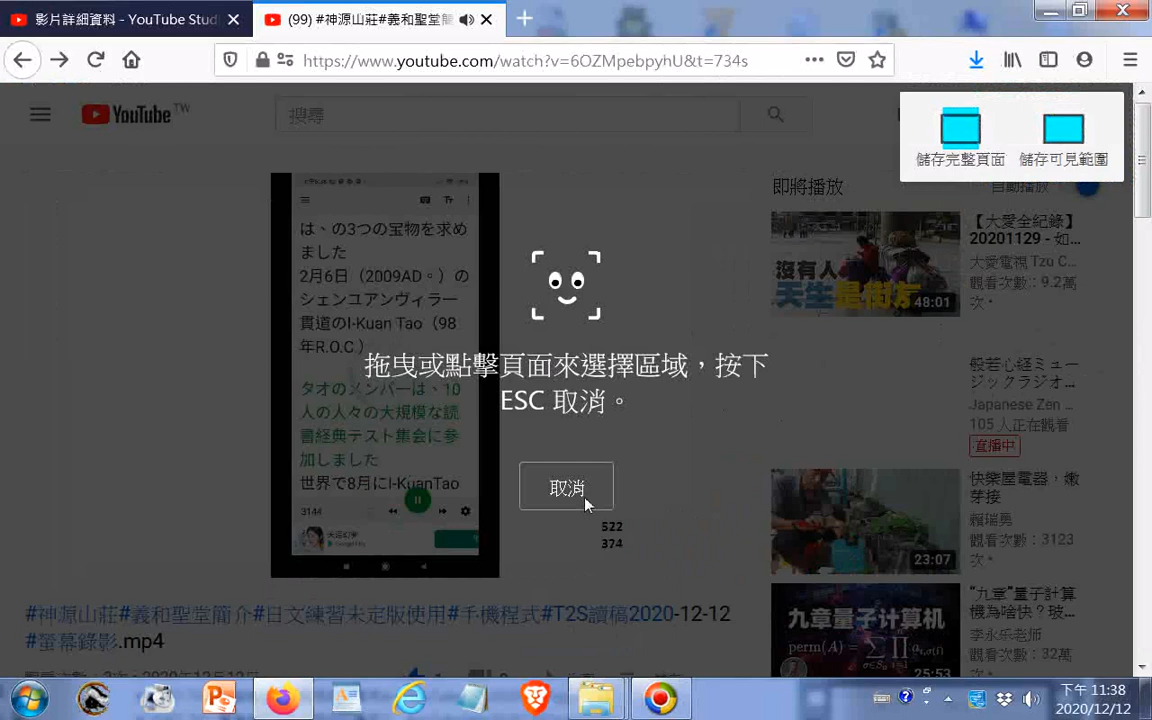 影片詳細資料 - YouTube Stud
(99) #神源山莊#義和聖堂簡
https://www.youtube.com/watch?v=6OZMpebpyhU&t=734s
YouTube TW
搜尋
儲存完整頁面
儲存可見範圍
即將播放
自動播放
は、の3つの宝物を求め
ました
2月6日（2009AD。）の
シェンユアンヴィラー
貫道のI-Kuan Tao（98
年R.O.C.）
タオのメンバーは、10
人の人々の大規模な読
書経典テスト集会に参
加しました
世界で8月にI-KuanTao
3144
拖曳或點擊頁面來選擇區域，按下
ESC 取消。
取消
522
374
沒有人
天生是街友
48:01
【大愛全紀錄】
20201129 - 如...
大愛電視 Tzu C...
觀看次數：9.2萬
次・
般若心経ミュー
ジックラジオ...
Japanese Zen ...
105 人正在觀看
直播中
23:07
快樂屋電器，嫩
芽接
賴瑞勇
觀看次數：3123
次・
九章量子计算机
perm(A) =
25:53
“九章”量子計算
機為啥快？玻...
李永乐老师
觀看次數：32萬
#神源山莊#義和聖堂簡介#日文練習未定版使用#手機程式#T2S讀稿2020-12-12
#螢幕錄影.mp4
下午 11:38
2020/12/12